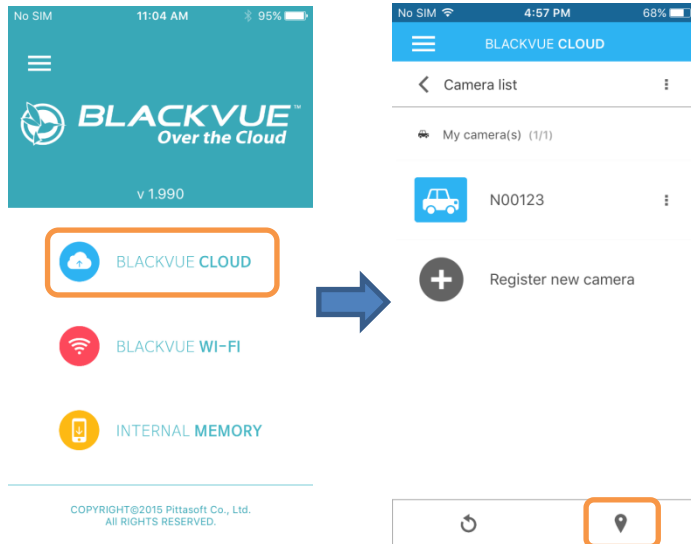 No SIM 11:04 AM 95%
BLACKVUE™
Over the Cloud
v 1.990
BLACKVUE CLOUD
BLACKVUE WI-FI
INTERNAL MEMORY
COPYRIGHT©2015 Pittasoft Co., Ltd.
All RIGHTS RESERVED.
No SIM 4:57 PM 68%
BLACKVUE CLOUD
Camera list
My camera(s) (1/1)
N00123
Register new camera